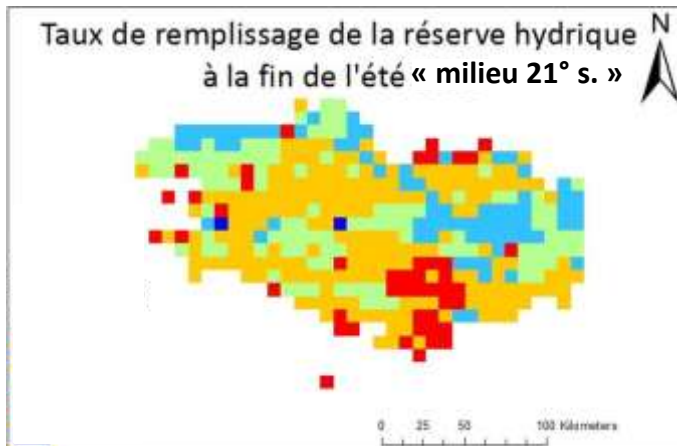 Taux de remplissage de la réserve hydrique
à la fin de l'été « milieu 21° s. »
N
0 25 50 100 Kilometers